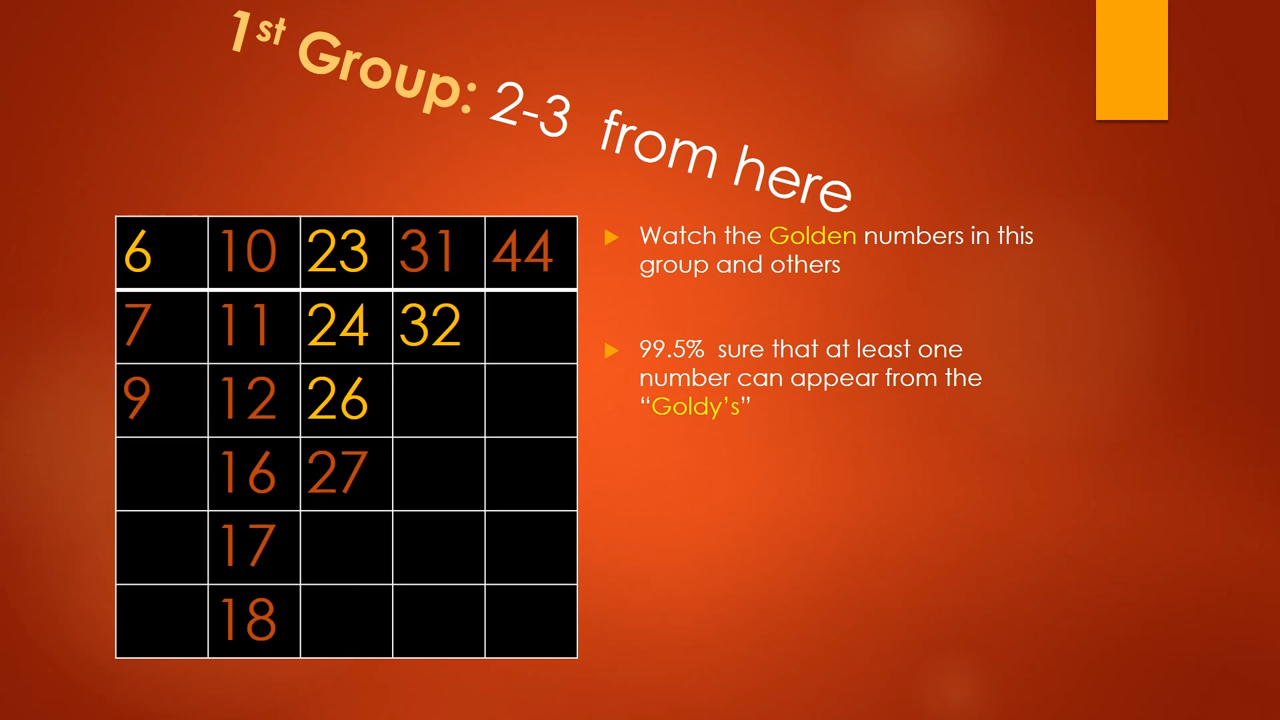 1st Group: 2-3 from here
6 10 23 31 44
7 11 24 32
9 12 26
16 27
17
18
Watch the Golden numbers in this
group and others
99.5% sure that at least one
number can appear from the
“Goldy’s”